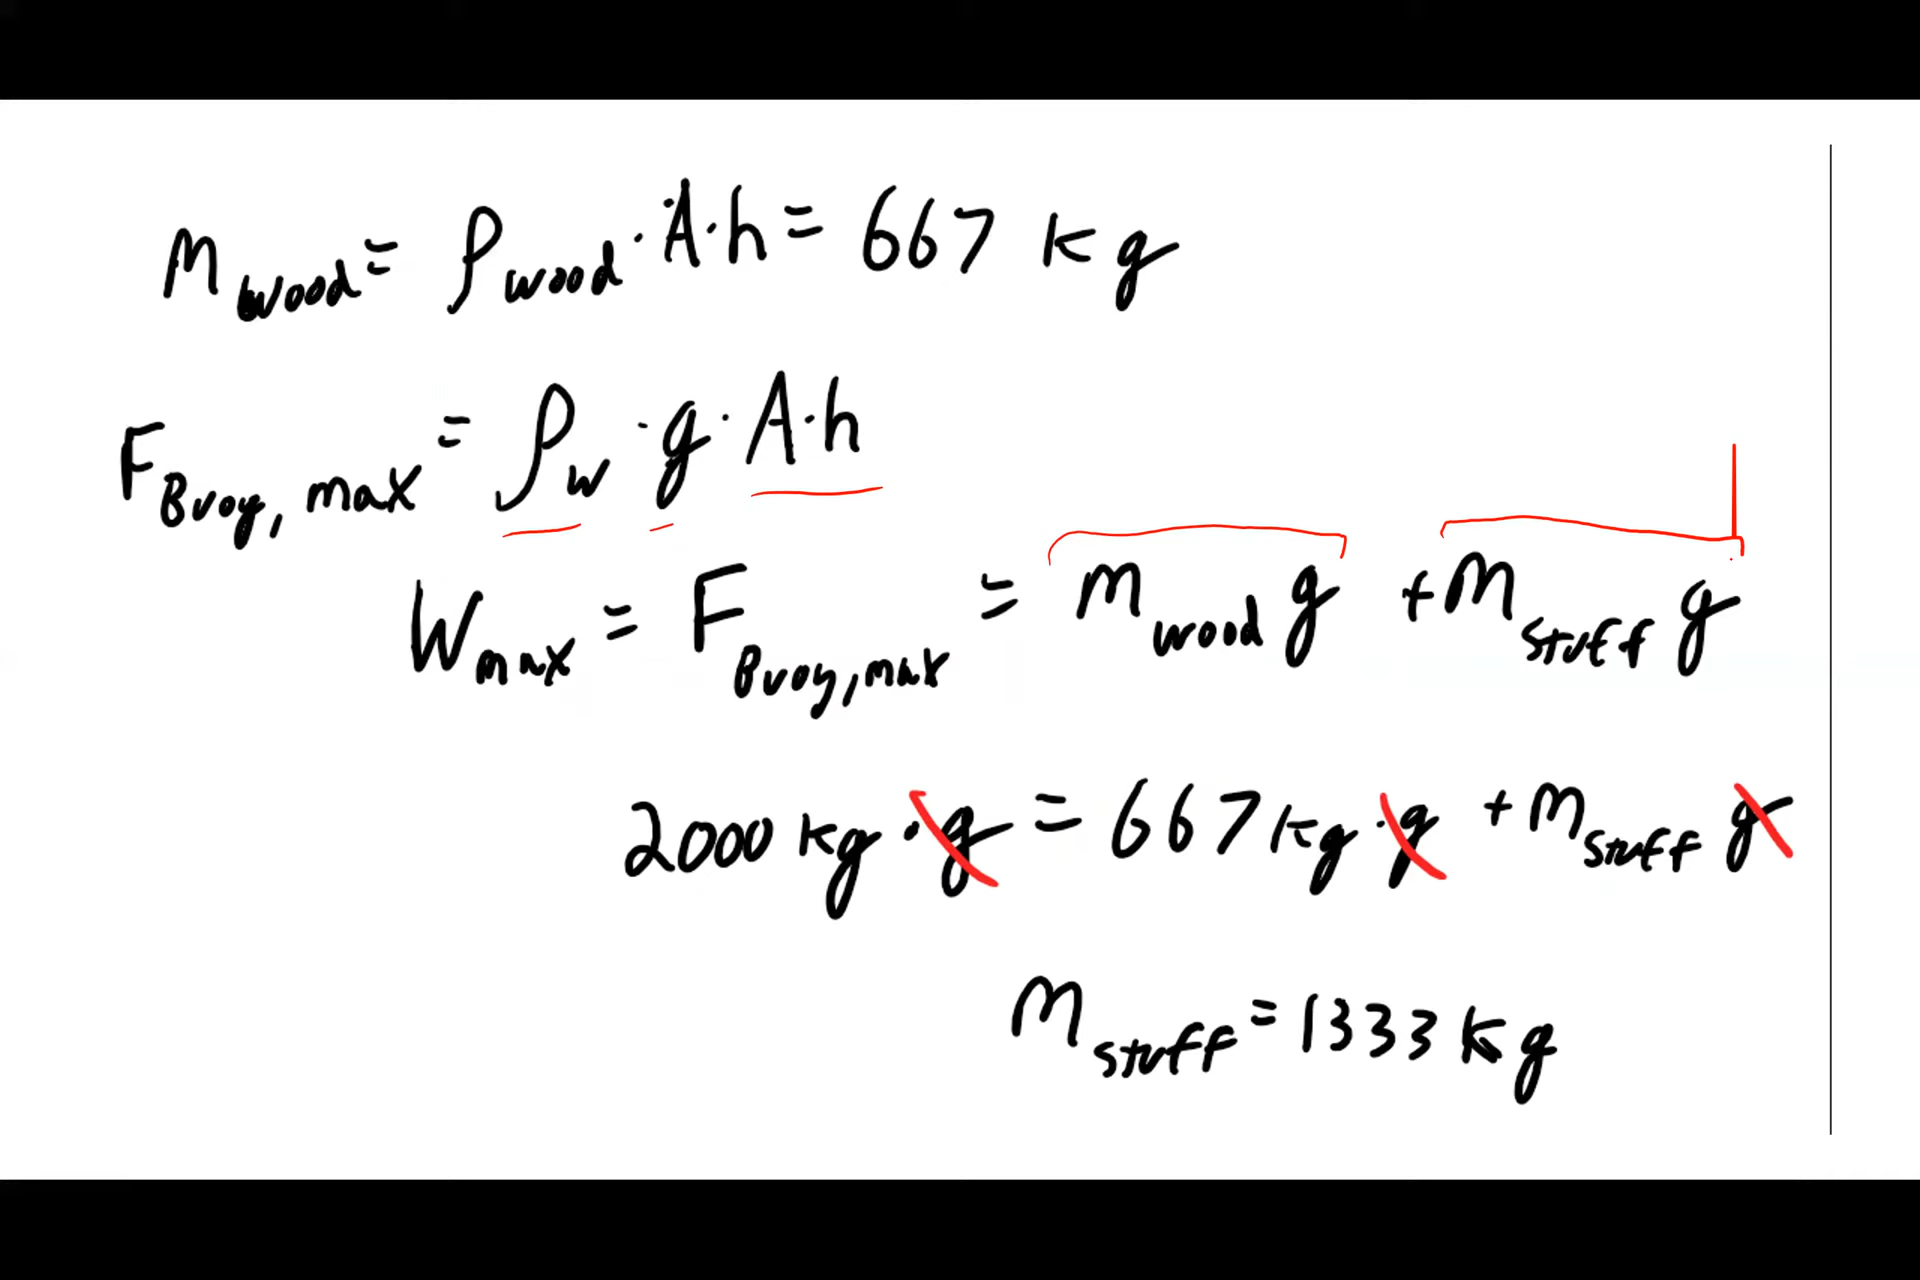 m_wood = ρ_wood · A · h = 667 kg
F_Buoy, max = ρ_w · g · A · h
W_max = F_Buoy, max = m_wood g + m_stuff g
2000 kg · g = 667 kg · g + m_stuff g
m_stuff = 1333 kg